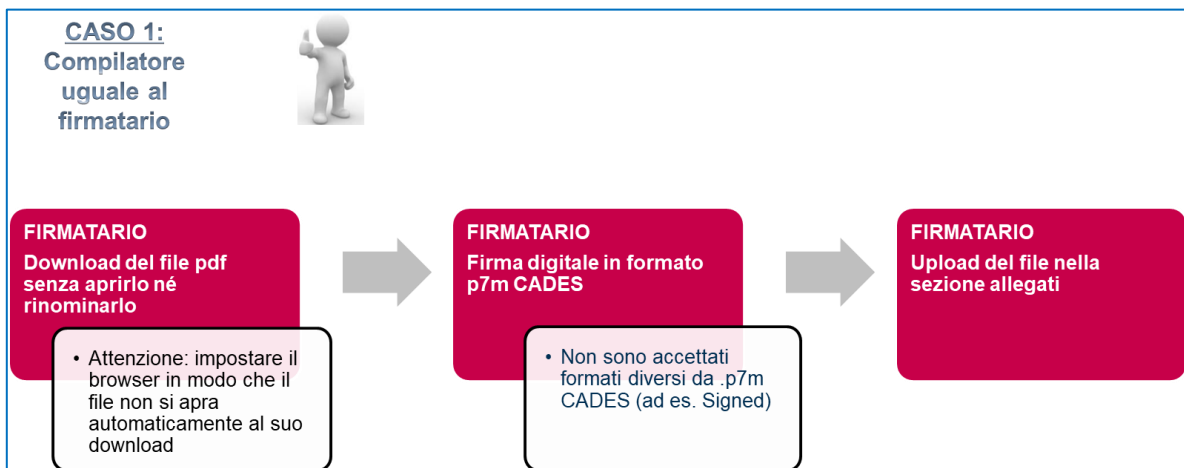 CASO 1:
Compilatore
uguale al
firmatario
FIRMATARIO
Download del file pdf
senza aprirlo né
rinominarlo
• Attenzione: impostare il
browser in modo che il
file non si apra
automaticamente al suo
download
FIRMATARIO
Firma digitale in formato
p7m CADES
• Non sono accettati
formati diversi da .p7m
CADES (ad es. Signed)
FIRMATARIO
Upload del file nella
sezione allegati